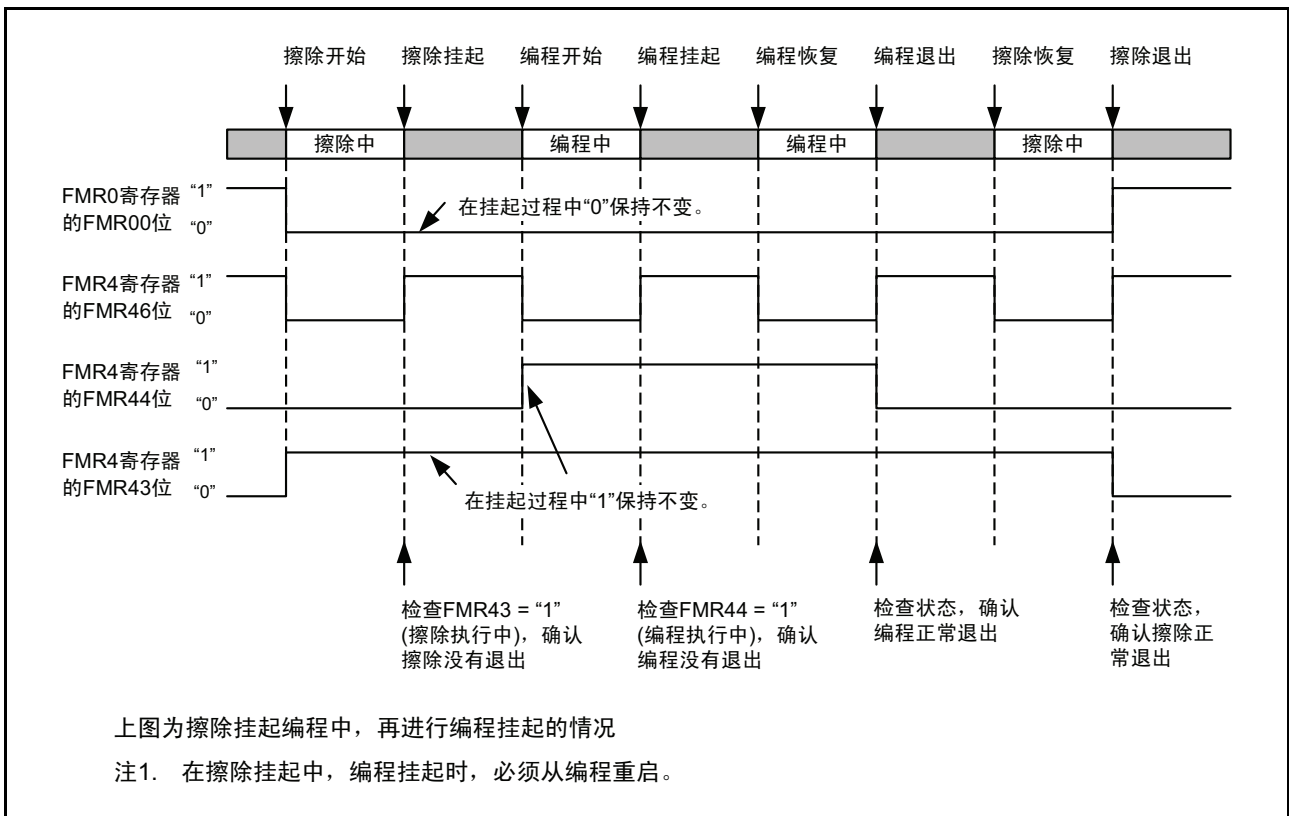 擦除开始 擦除挂起 编程开始 编程挂起 编程恢复 编程退出 擦除恢复 擦除退出
擦除中 编程中 编程中 擦除中
FMR0寄存器 “1”
的FMR00位 “0”
在挂起过程中“0”保持不变。
FMR4寄存器 “1”
的FMR46位 “0”
FMR4寄存器 “1”
的FMR44位 “0”
FMR4寄存器 “1”
的FMR43位 “0”
在挂起过程中“1”保持不变。
检查FMR43 = “1”
(擦除执行中)，确认
擦除没有退出
检查FMR44 = “1”
(编程执行中)，确认
编程没有退出
检查状态，确认
编程正常退出
检查状态，
确认擦除正
常退出
上图为擦除挂起编程中，再进行编程挂起的情况
注1. 在擦除挂起中，编程挂起时，必须从编程重启。